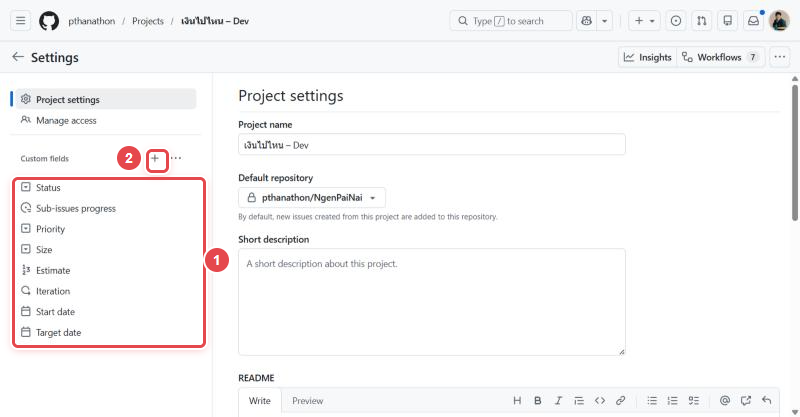 pthanathon / Projects / เงินไปไหน – Dev
Type / to search
Settings
Insights
Workflows 7
Project settings
Manage access
Custom fields
2
Status
Sub-issues progress
Priority
Size
Estimate
Iteration
Start date
Target date
1
Project settings
Project name
เงินไปไหน – Dev
Default repository
pthanathon/NgenPaiNai
By default, new issues created from this project are added to this repository.
Short description
A short description about this project.
README
Write
Preview